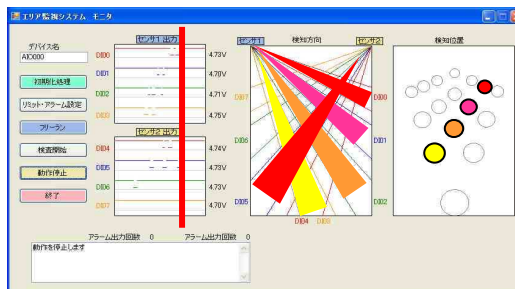 エリア監視システム モニタ
デバイス名
AIO000
初期化処理
リミット・アラーム設定
フリーラン
検査開始
動作停止
終了
センサ1 出力
DI00 4.73V
DI01 4.70V
DI02 4.71V
DI03 4.75V
センサ2 出力
DI04 4.74V
DI05 4.73V
DI06 4.73V
DI07 4.70V
センサ1 検知方向 センサ2
DI07 DI00
DI06 DI01
DI05 DI02
DI04 DI03
検知位置
アラーム出力回数 0 アラーム出力回数 0
動作を停止します